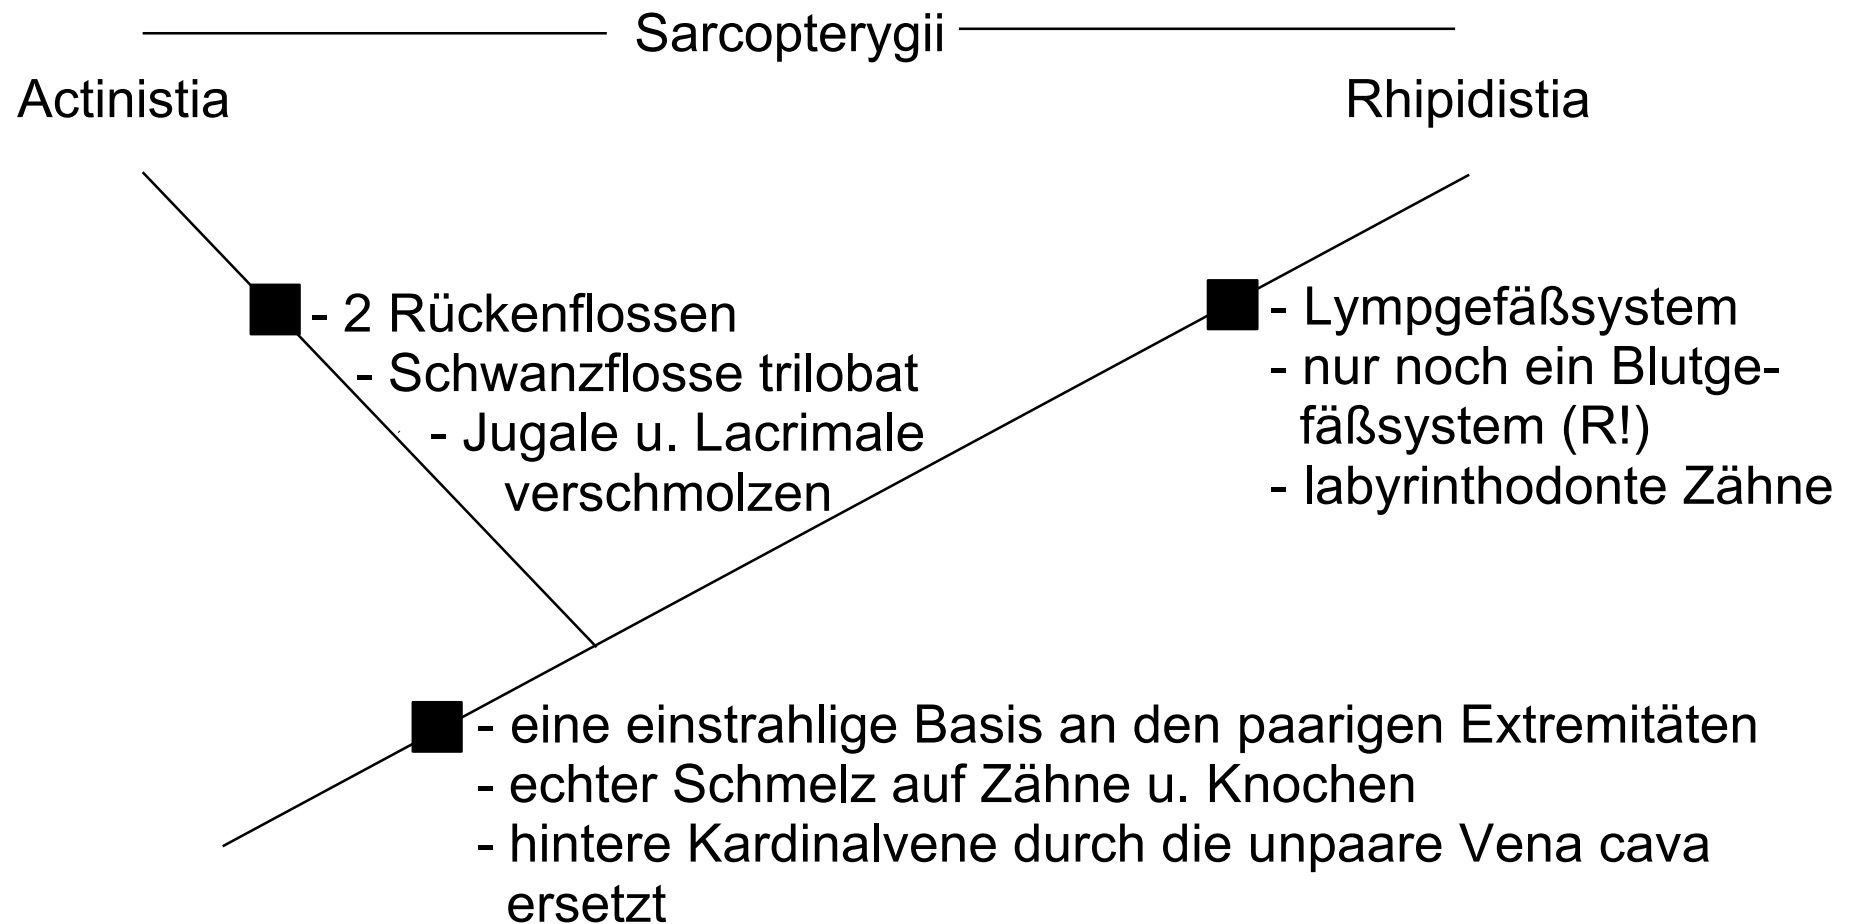 Sarcopterygii
Actinistia
Rhipidistia
- 2 Rückenflossen
- Schwanzflosse trilobat
- Jugale u. Lacrimale
verschmolzen
- Lympgefäßsystem
- nur noch ein Blutge-
fäßsystem (R!)
- labyrinthodonte Zähne
- eine einstrahlige Basis an den paarigen Extremitäten
- echter Schmelz auf Zähne u. Knochen
- hintere Kardinalvene durch die unpaare Vena cava
ersetzt